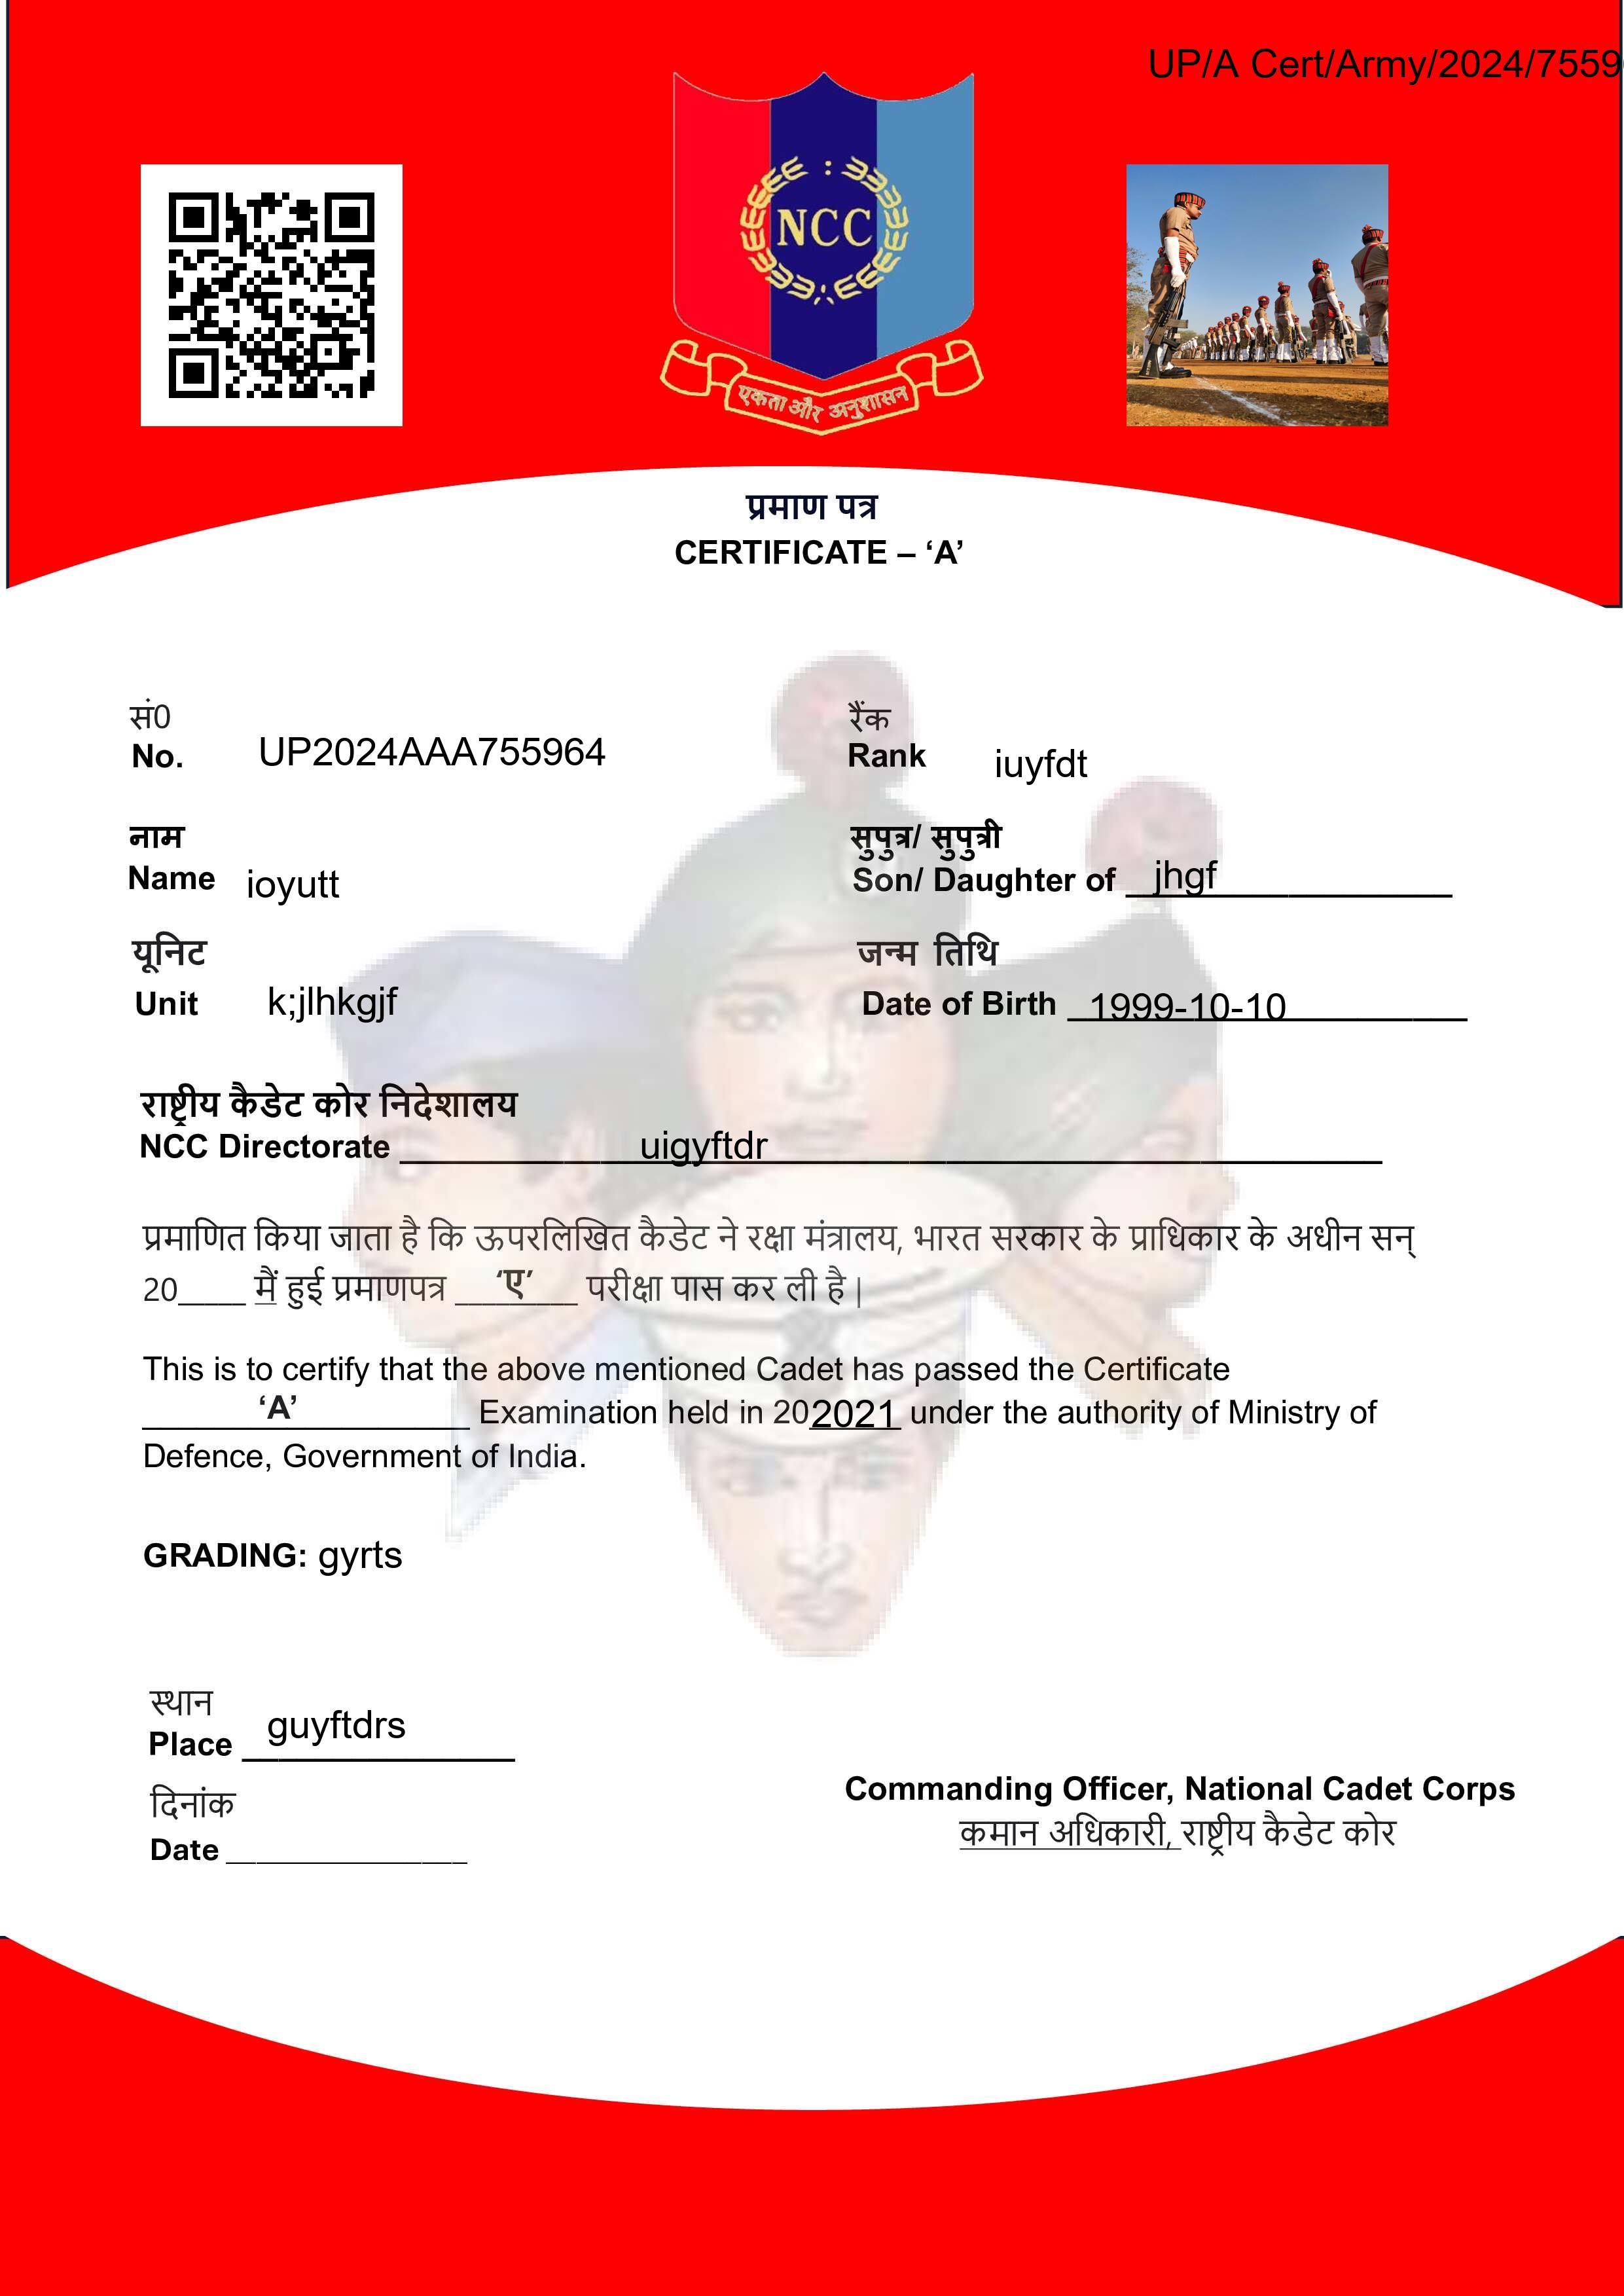 UP/A Cert/Army/2024/7559
NCC
एकता और अनुशासन
प्रमाण पत्र
CERTIFICATE – ‘A’
सं0
No. UP2024AAA755964
रैंक
Rank iuyfdt
नाम
Name ioyutt
सुपुत्र/ सुपुत्री
Son/ Daughter of jhgf
यूनिट
Unit k;jlhkgjf
जन्म तिथि
Date of Birth 1999-10-10
राष्ट्रीय कैडेट कोर निदेशालय
NCC Directorate uigyftdr
प्रमाणित किया जाता है कि ऊपरलिखित कैडेट ने रक्षा मंत्रालय, भारत सरकार के प्राधिकार के अधीन सन्
20____ मैं हुई प्रमाणपत्र ‘ए’ परीक्षा पास कर ली है |
This is to certify that the above mentioned Cadet has passed the Certificate
‘A’ Examination held in 202021 under the authority of Ministry of
Defence, Government of India.
GRADING: gyrts
स्थान
Place guyftdrs
दिनांक
Date ______________
Commanding Officer, National Cadet Corps
कमान अधिकारी, राष्ट्रीय कैडेट कोर